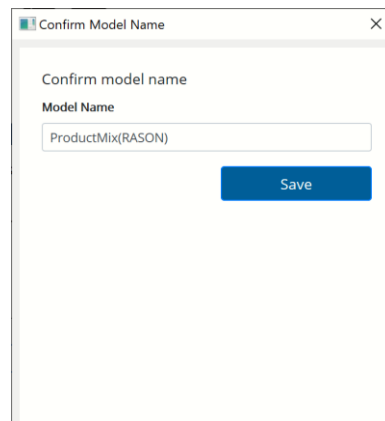 Confirm Model Name
Confirm model name
Model Name
ProductMix(RASON)
Save